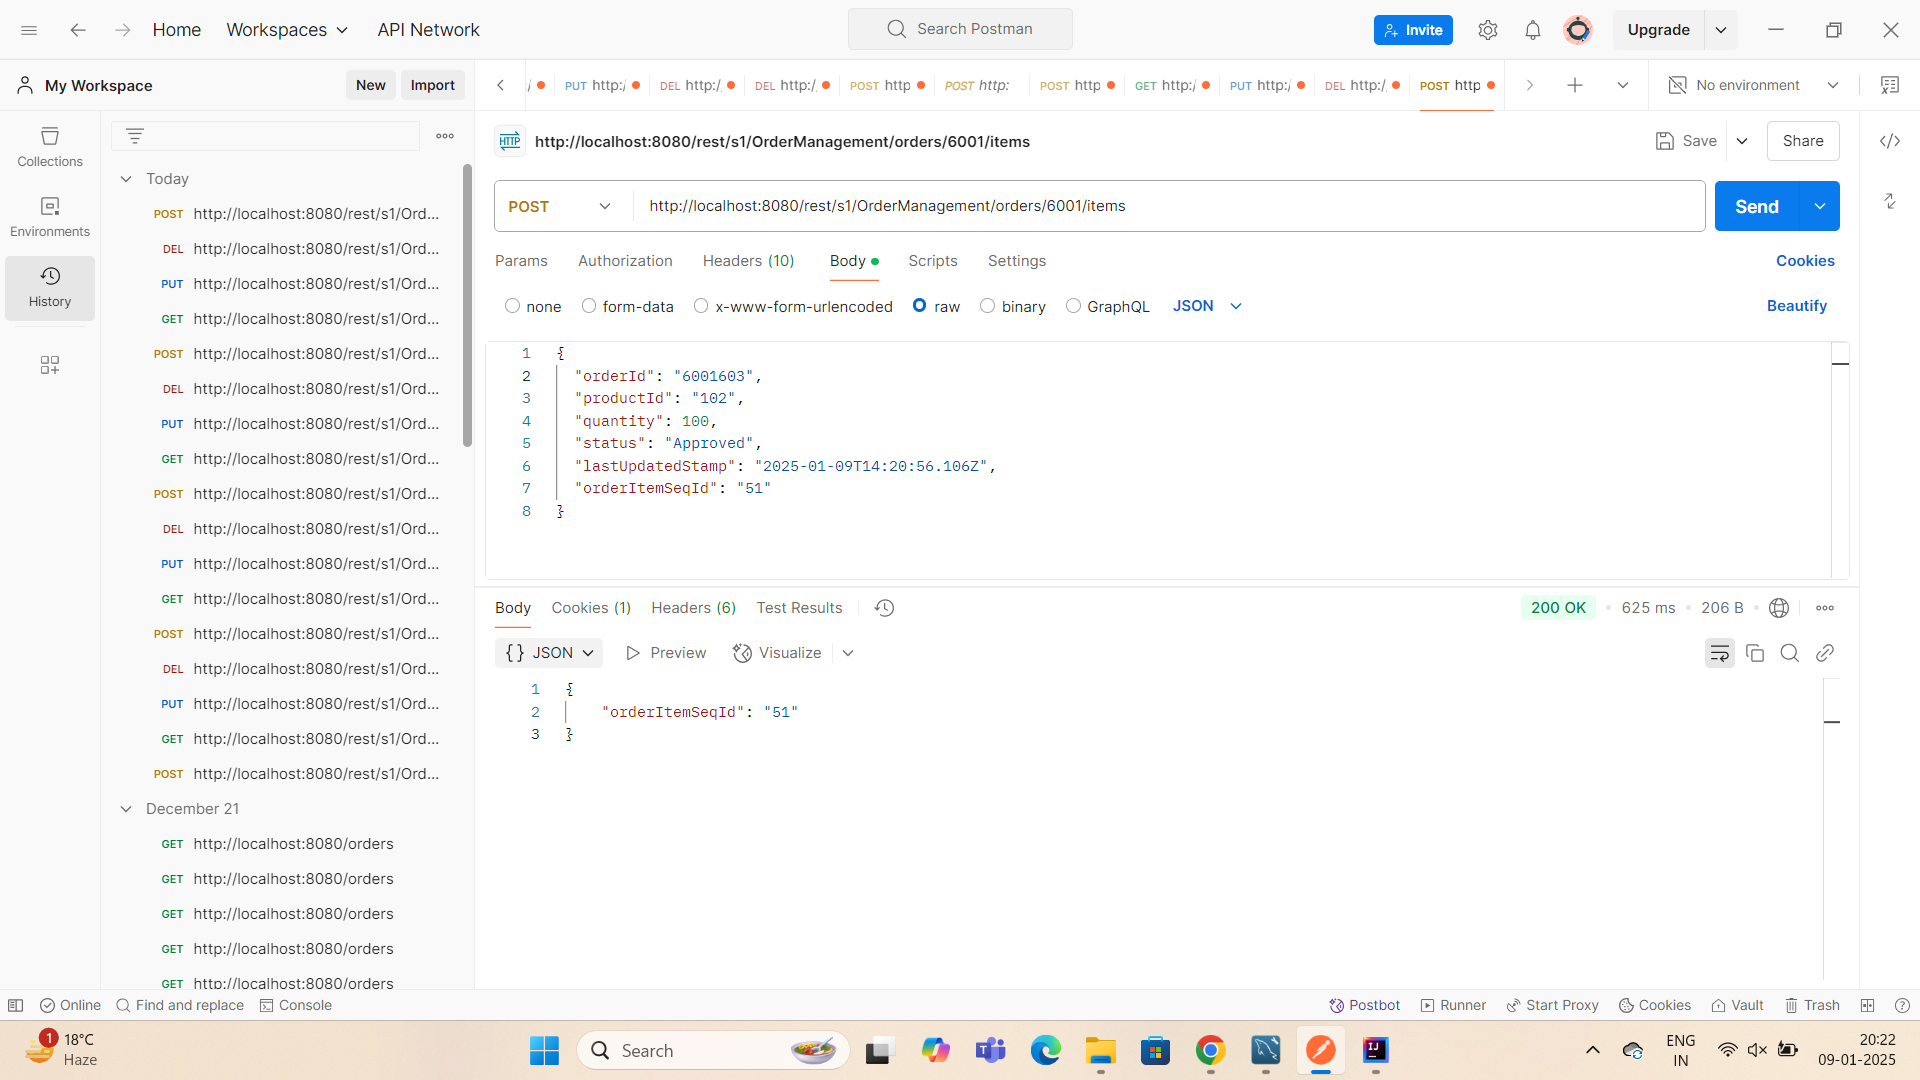 Home
Workspaces
API Network
Search Postman
Invite
Upgrade
My Workspace
New
Import
/
PUT http:/
DEL http:/
DEL http:/
POST http
POST http:
POST http
GET http:/
PUT http:/
DEL http:/
POST http
No environment
Collections
Environments
History
Today
POST http://localhost:8080/rest/s1/Ord...
DEL http://localhost:8080/rest/s1/Ord...
PUT http://localhost:8080/rest/s1/Ord...
GET http://localhost:8080/rest/s1/Ord...
POST http://localhost:8080/rest/s1/Ord...
DEL http://localhost:8080/rest/s1/Ord...
PUT http://localhost:8080/rest/s1/Ord...
GET http://localhost:8080/rest/s1/Ord...
POST http://localhost:8080/rest/s1/Ord...
DEL http://localhost:8080/rest/s1/Ord...
PUT http://localhost:8080/rest/s1/Ord...
GET http://localhost:8080/rest/s1/Ord...
POST http://localhost:8080/rest/s1/Ord...
DEL http://localhost:8080/rest/s1/Ord...
PUT http://localhost:8080/rest/s1/Ord...
GET http://localhost:8080/rest/s1/Ord...
POST http://localhost:8080/rest/s1/Ord...
December 21
GET http://localhost:8080/orders
GET http://localhost:8080/orders
GET http://localhost:8080/orders
GET http://localhost:8080/orders
GET http://localhost:8080/orders
HTTP http://localhost:8080/rest/s1/OrderManagement/orders/6001/items
Save
Share
POST http://localhost:8080/rest/s1/OrderManagement/orders/6001/items
Send
Params
Authorization
Headers (10)
Body
Scripts
Settings
Cookies
none
form-data
x-www-form-urlencoded
raw
binary
GraphQL
JSON
Beautify
1 {
2 "orderId": "6001603",
3 "productId": "102",
4 "quantity": 100,
5 "status": "Approved",
6 "lastUpdatedStamp": "2025-01-09T14:20:56.106Z",
7 "orderItemSeqId": "51"
8 }
Body
Cookies (1)
Headers (6)
Test Results
200 OK
625 ms
206 B
{} JSON
Preview
Visualize
1 {
2 "orderItemSeqId": "51"
3 }
Online
Find and replace
Console
Postbot
Runner
Start Proxy
Cookies
Vault
Trash
1
18°C
Haze
Search
IJ
ENG
IN
20:22
09-01-2025